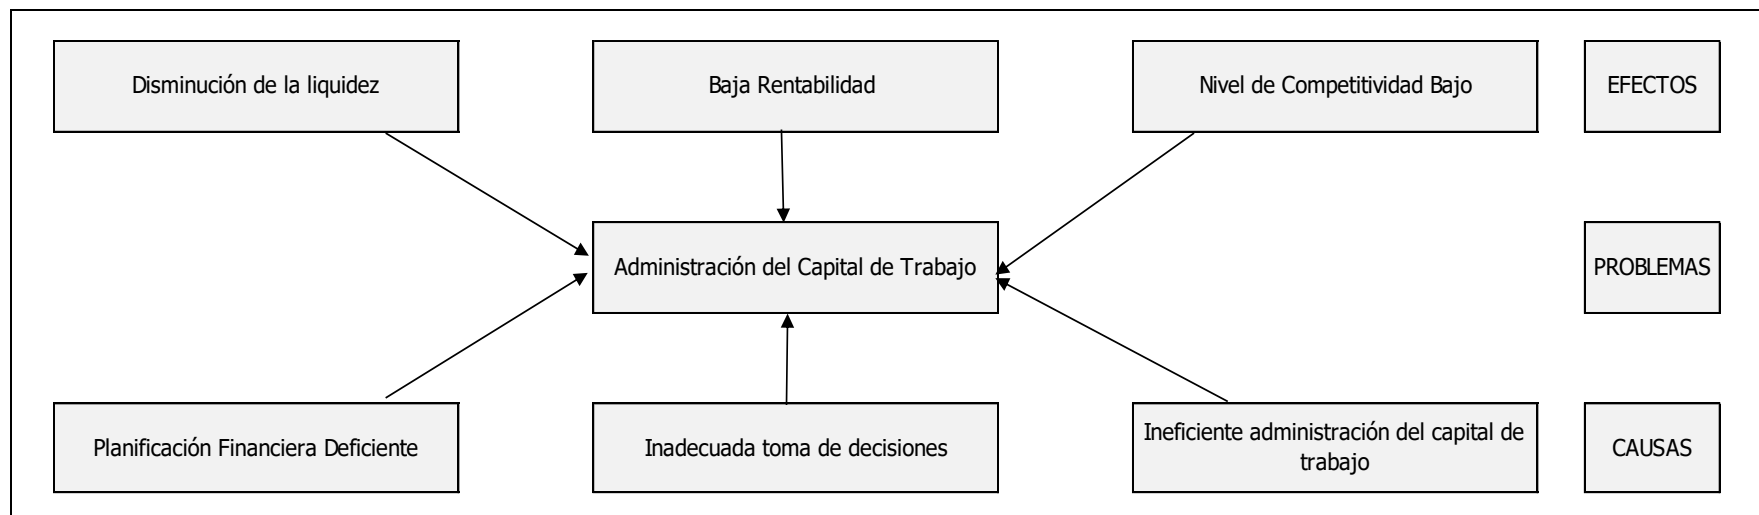 Disminución de la liquidez
Baja Rentabilidad
Nivel de Competitividad Bajo
EFECTOS
Administración del Capital de Trabajo
PROBLEMAS
Planificación Financiera Deficiente
Inadecuada toma de decisiones
Ineficiente administración del capital de
trabajo
CAUSAS